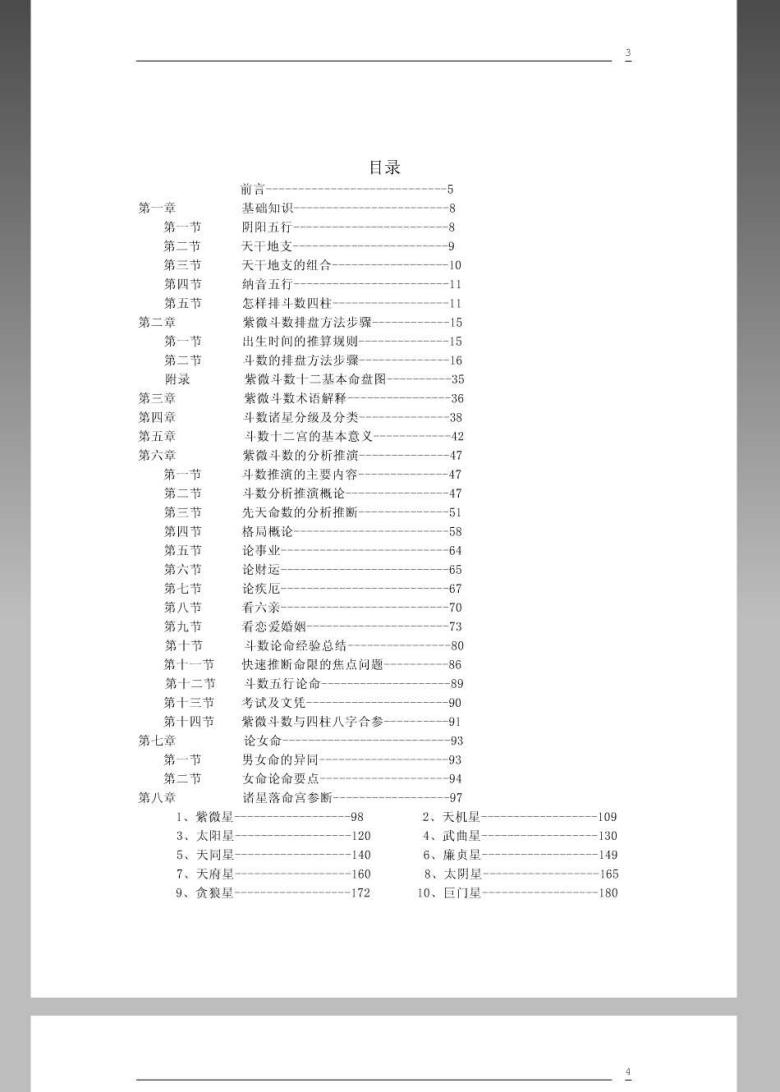 3
目录
前言----------------------------5
第一章 基础知识------------------------8
第一节 阴阳五行------------------------8
第二节 天干地支------------------------9
第三节 天干地支的组合------------------10
第四节 纳音五行------------------------11
第五节 怎样排斗数四柱------------------11
第二章 紫微斗数排盘方法步骤------------15
第一节 出生时间的推算规则--------------15
第二节 斗数的排盘方法步骤--------------16
附录 紫微斗数十二基本命盘图----------35
第三章 紫微斗数术语解释----------------36
第四章 斗数诸星分级及分类--------------38
第五章 斗数十二宫的基本意义------------42
第六章 紫微斗数的分析推演--------------47
第一节 斗数推演的主要内容--------------47
第二节 斗数分析推演概论----------------47
第三节 先天命数的分析推断--------------51
第四节 格局概论------------------------58
第五节 论事业--------------------------64
第六节 论财运--------------------------65
第七节 论疾厄--------------------------67
第八节 看六亲--------------------------70
第九节 看恋爱婚姻----------------------73
第十节 斗数论命经验总结----------------80
第十一节 快速推断命限的焦点问题----------86
第十二节 斗数五行论命--------------------89
第十三节 考试及文凭----------------------90
第十四节 紫微斗数与四柱八字合参----------91
第七章 论女命--------------------------93
第一节 男女命的异同--------------------93
第二节 女命论命要点--------------------94
第八章 诸星落命宫参断------------------97
1、紫微星------------------98 2、天机星------------------109
3、太阳星------------------120 4、武曲星------------------130
5、天同星------------------140 6、廉贞星------------------149
7、天府星------------------160 8、太阴星------------------165
9、贪狼星------------------172 10、巨门星------------------180
4